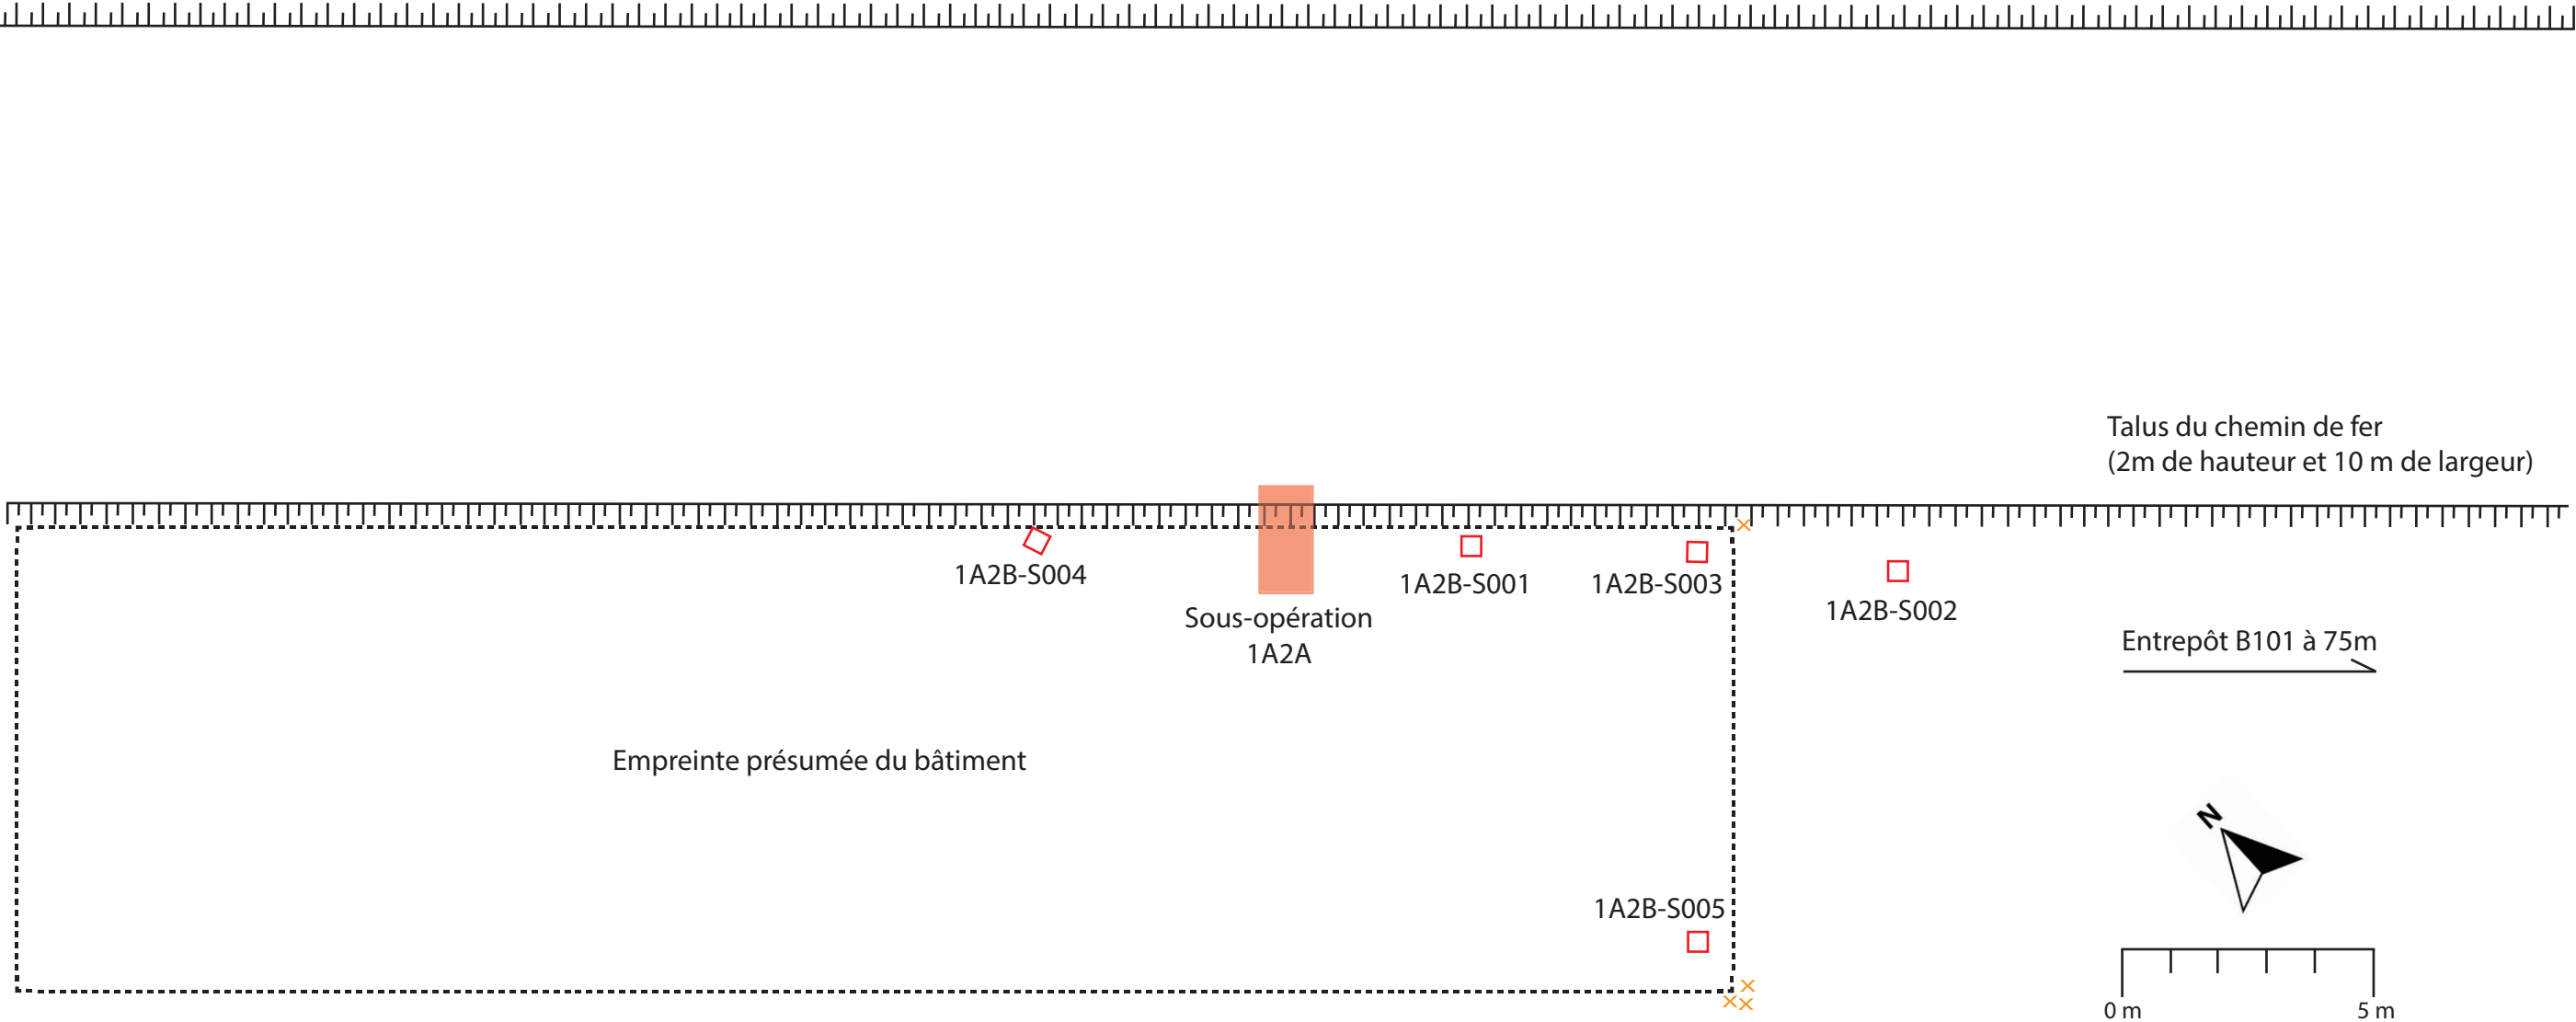 Talus du chemin de fer
(2m de hauteur et 10 m de largeur)
1A2B-S004
1A2B-S001
1A2B-S003
1A2B-S002
Sous-opération
1A2A
Entrepôt B101 à 75m
Empreinte présumée du bâtiment
N
1A2B-S005
0 m
5 m